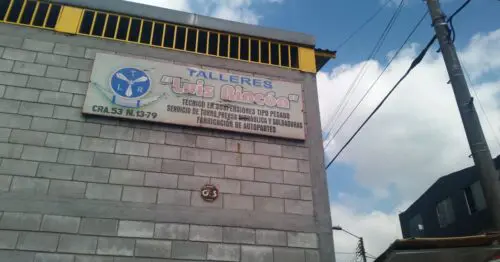 TALLERES
"Luis Rincón"
TLR
TECNICO EN SUSPENSIONES TIPO PESADO
SERVICIO DE TORNO, PRENSA HIDRAULICA Y SOLDADURAS
FABRICACION DE AUTOPARTES
CRA.53 N.13-79